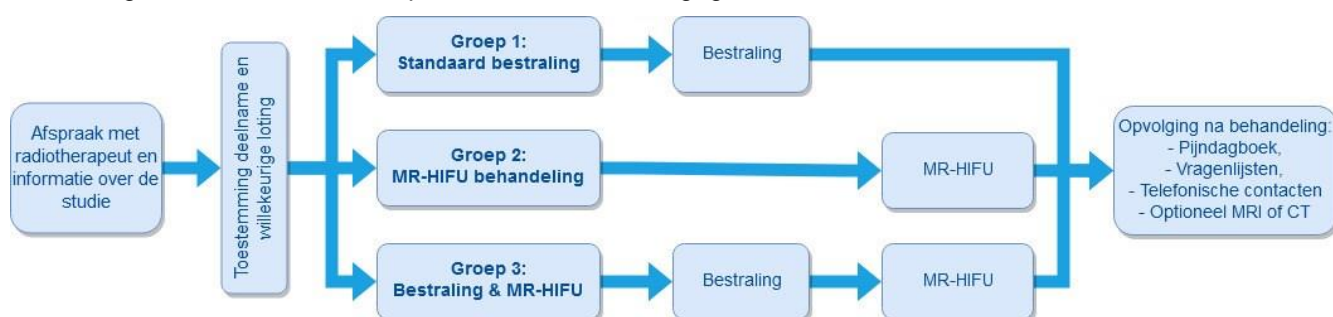 Afspraak met
radiotherapeut en
informatie over de
studie
Toestemming deelname en
willekeurige loting
Groep 1:
Standaard bestraling
Bestraling
Groep 2:
MR-HIFU behandeling
MR-HIFU
Groep 3:
Bestraling & MR-HIFU
Bestraling
MR-HIFU
Opvolging na behandeling:
- Pijndagboek,
- Vragenlijsten,
- Telefonische contacten
- Optioneel MRI of CT